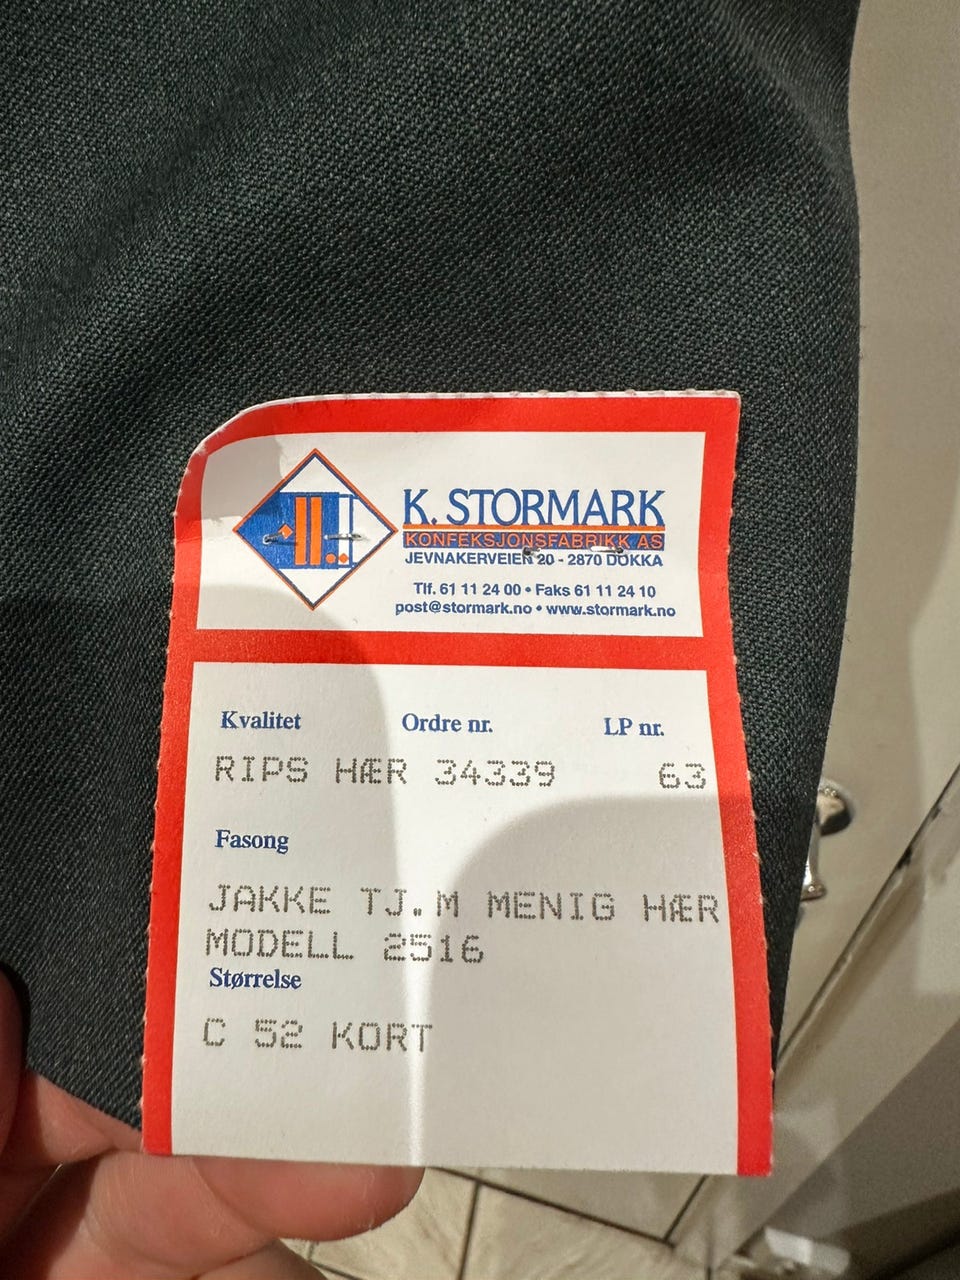 K. STORMARK
KONFEKSJONSFABRIKK AS
JEVNAKERVEIEN 20 - 2870 DOKKA
Tlf. 61 11 24 00 • Faks 61 11 24 10
post@stormark.no • www.stormark.no
Kvalitet Ordre nr. LP nr.
RIPS HÆR 34339 63
Fasong
JAKKE TJ.M MENIG HÆR
MODELL 2516
Størrelse
C 52 KORT